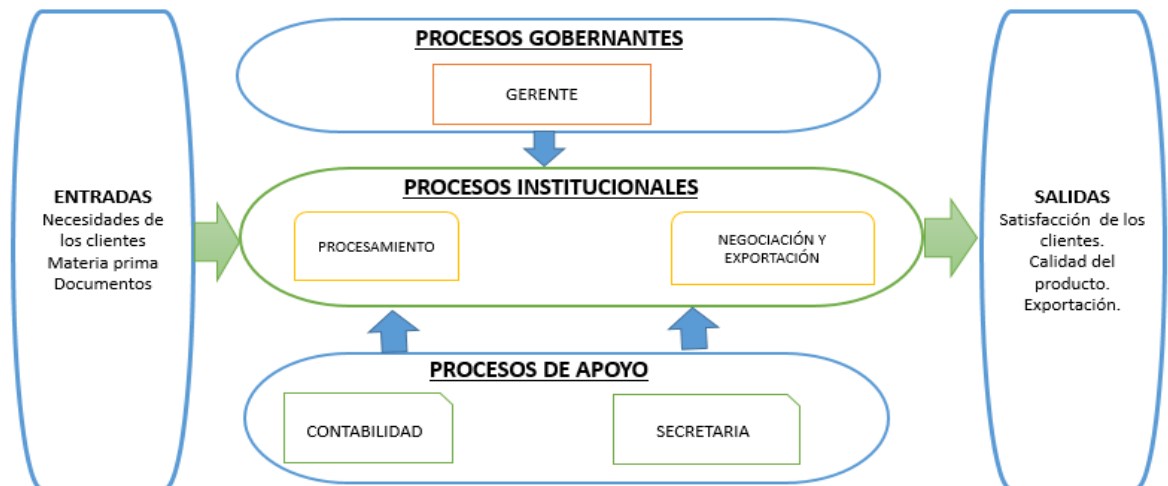 PROCESOS GOBERNANTES
GERENTE
ENTRADAS
Necesidades de
los clientes
Materia prima
Documentos
PROCESOS INSTITUCIONALES
PROCESAMIENTO
NEGOCIACIÓN Y
EXPORTACIÓN
PROCESOS DE APOYO
CONTABILIDAD
SECRETARIA
SALIDAS
Satisfacción de los
clientes.
Calidad del
producto.
Exportación.